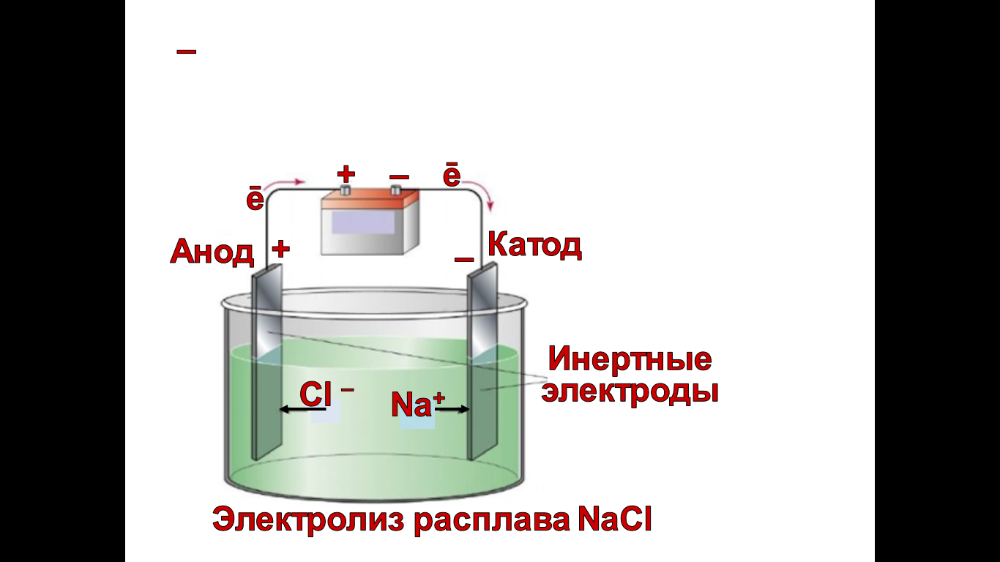 –
+ – ē
ē
Анод + – Катод
Инертные
электроды
Cl – Na+
Электролиз расплава NaCl